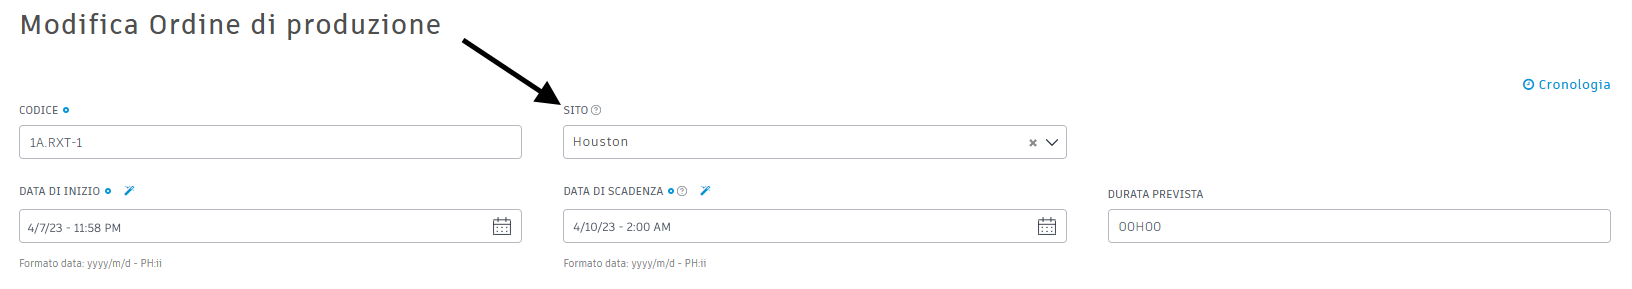 Modifica Ordine di produzione
Cronologia
CODICE
SITO
1A.RXT-1
Houston
DATA DI INIZIO
DATA DI SCADENZA
DURATA PREVISTA
4/7/23 - 11:58 PM
4/10/23 - 2:00 AM
00H00
Formato data: yyyy/m/d - PH:ii
Formato data: yyyy/m/d - PH:ii